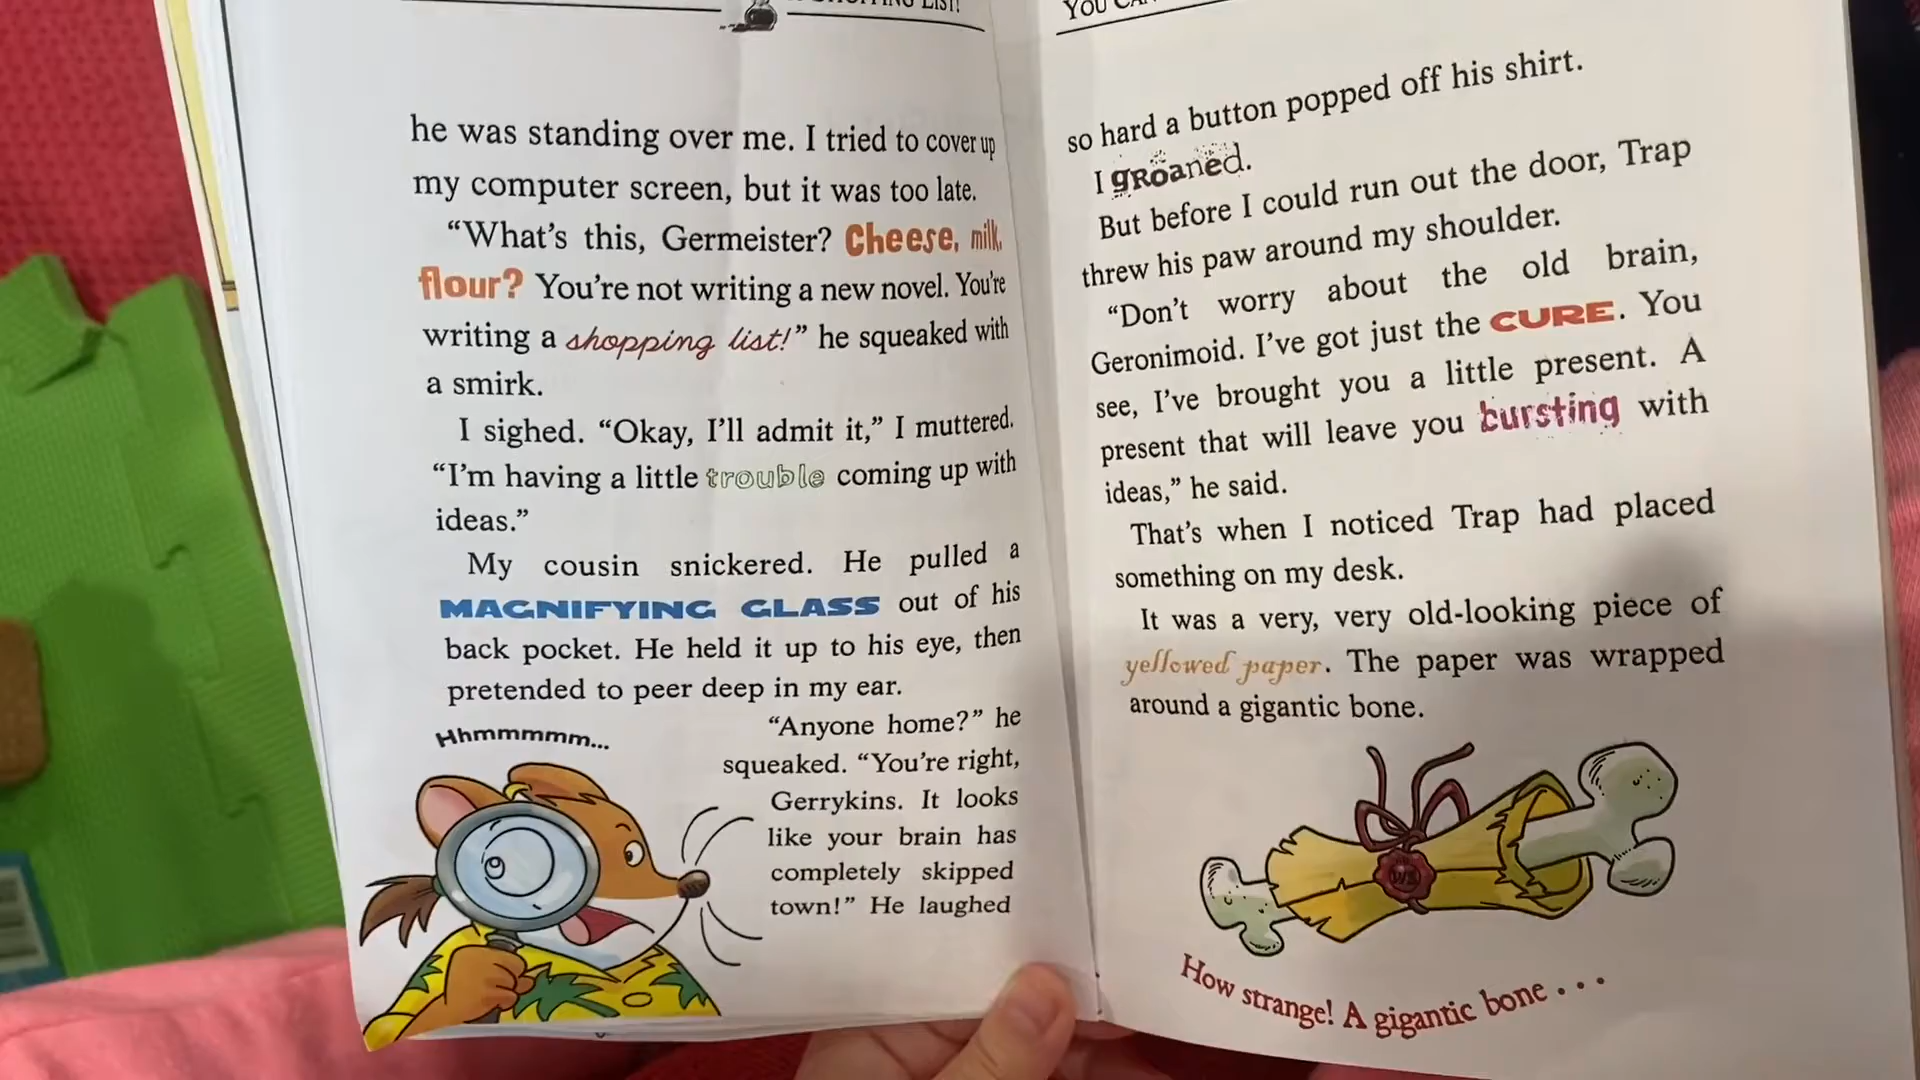 LIST!
he was standing over me. I tried to cover up
my computer screen, but it was too late.
“What’s this, Germeister? Cheese, milk,
flour? You’re not writing a new novel. You’re
writing a shopping list!” he squeaked with
a smirk.
I sighed. “Okay, I’ll admit it,” I muttered.
“I’m having a little trouble coming up with
ideas.”
My cousin snickered. He pulled a
MAGNIFYING GLASS out of his
back pocket. He held it up to his eye, then
pretended to peer deep in my ear.
Hhmmmmm...
“Anyone home?” he
squeaked. “You’re right,
Gerrykins. It looks
like your brain has
completely skipped
town!” He laughed
YOU
so hard a button popped off his shirt.
I gRoaned.
But before I could run out the door, Trap
threw his paw around my shoulder.
“Don’t worry about the old brain,
Geronimoid. I’ve got just the CURE. You
see, I’ve brought you a little present. A
present that will leave you bursting with
ideas,” he said.
That’s when I noticed Trap had placed
something on my desk.
It was a very, very old-looking piece of
yellowed paper. The paper was wrapped
around a gigantic bone.
How strange! A gigantic bone . . .